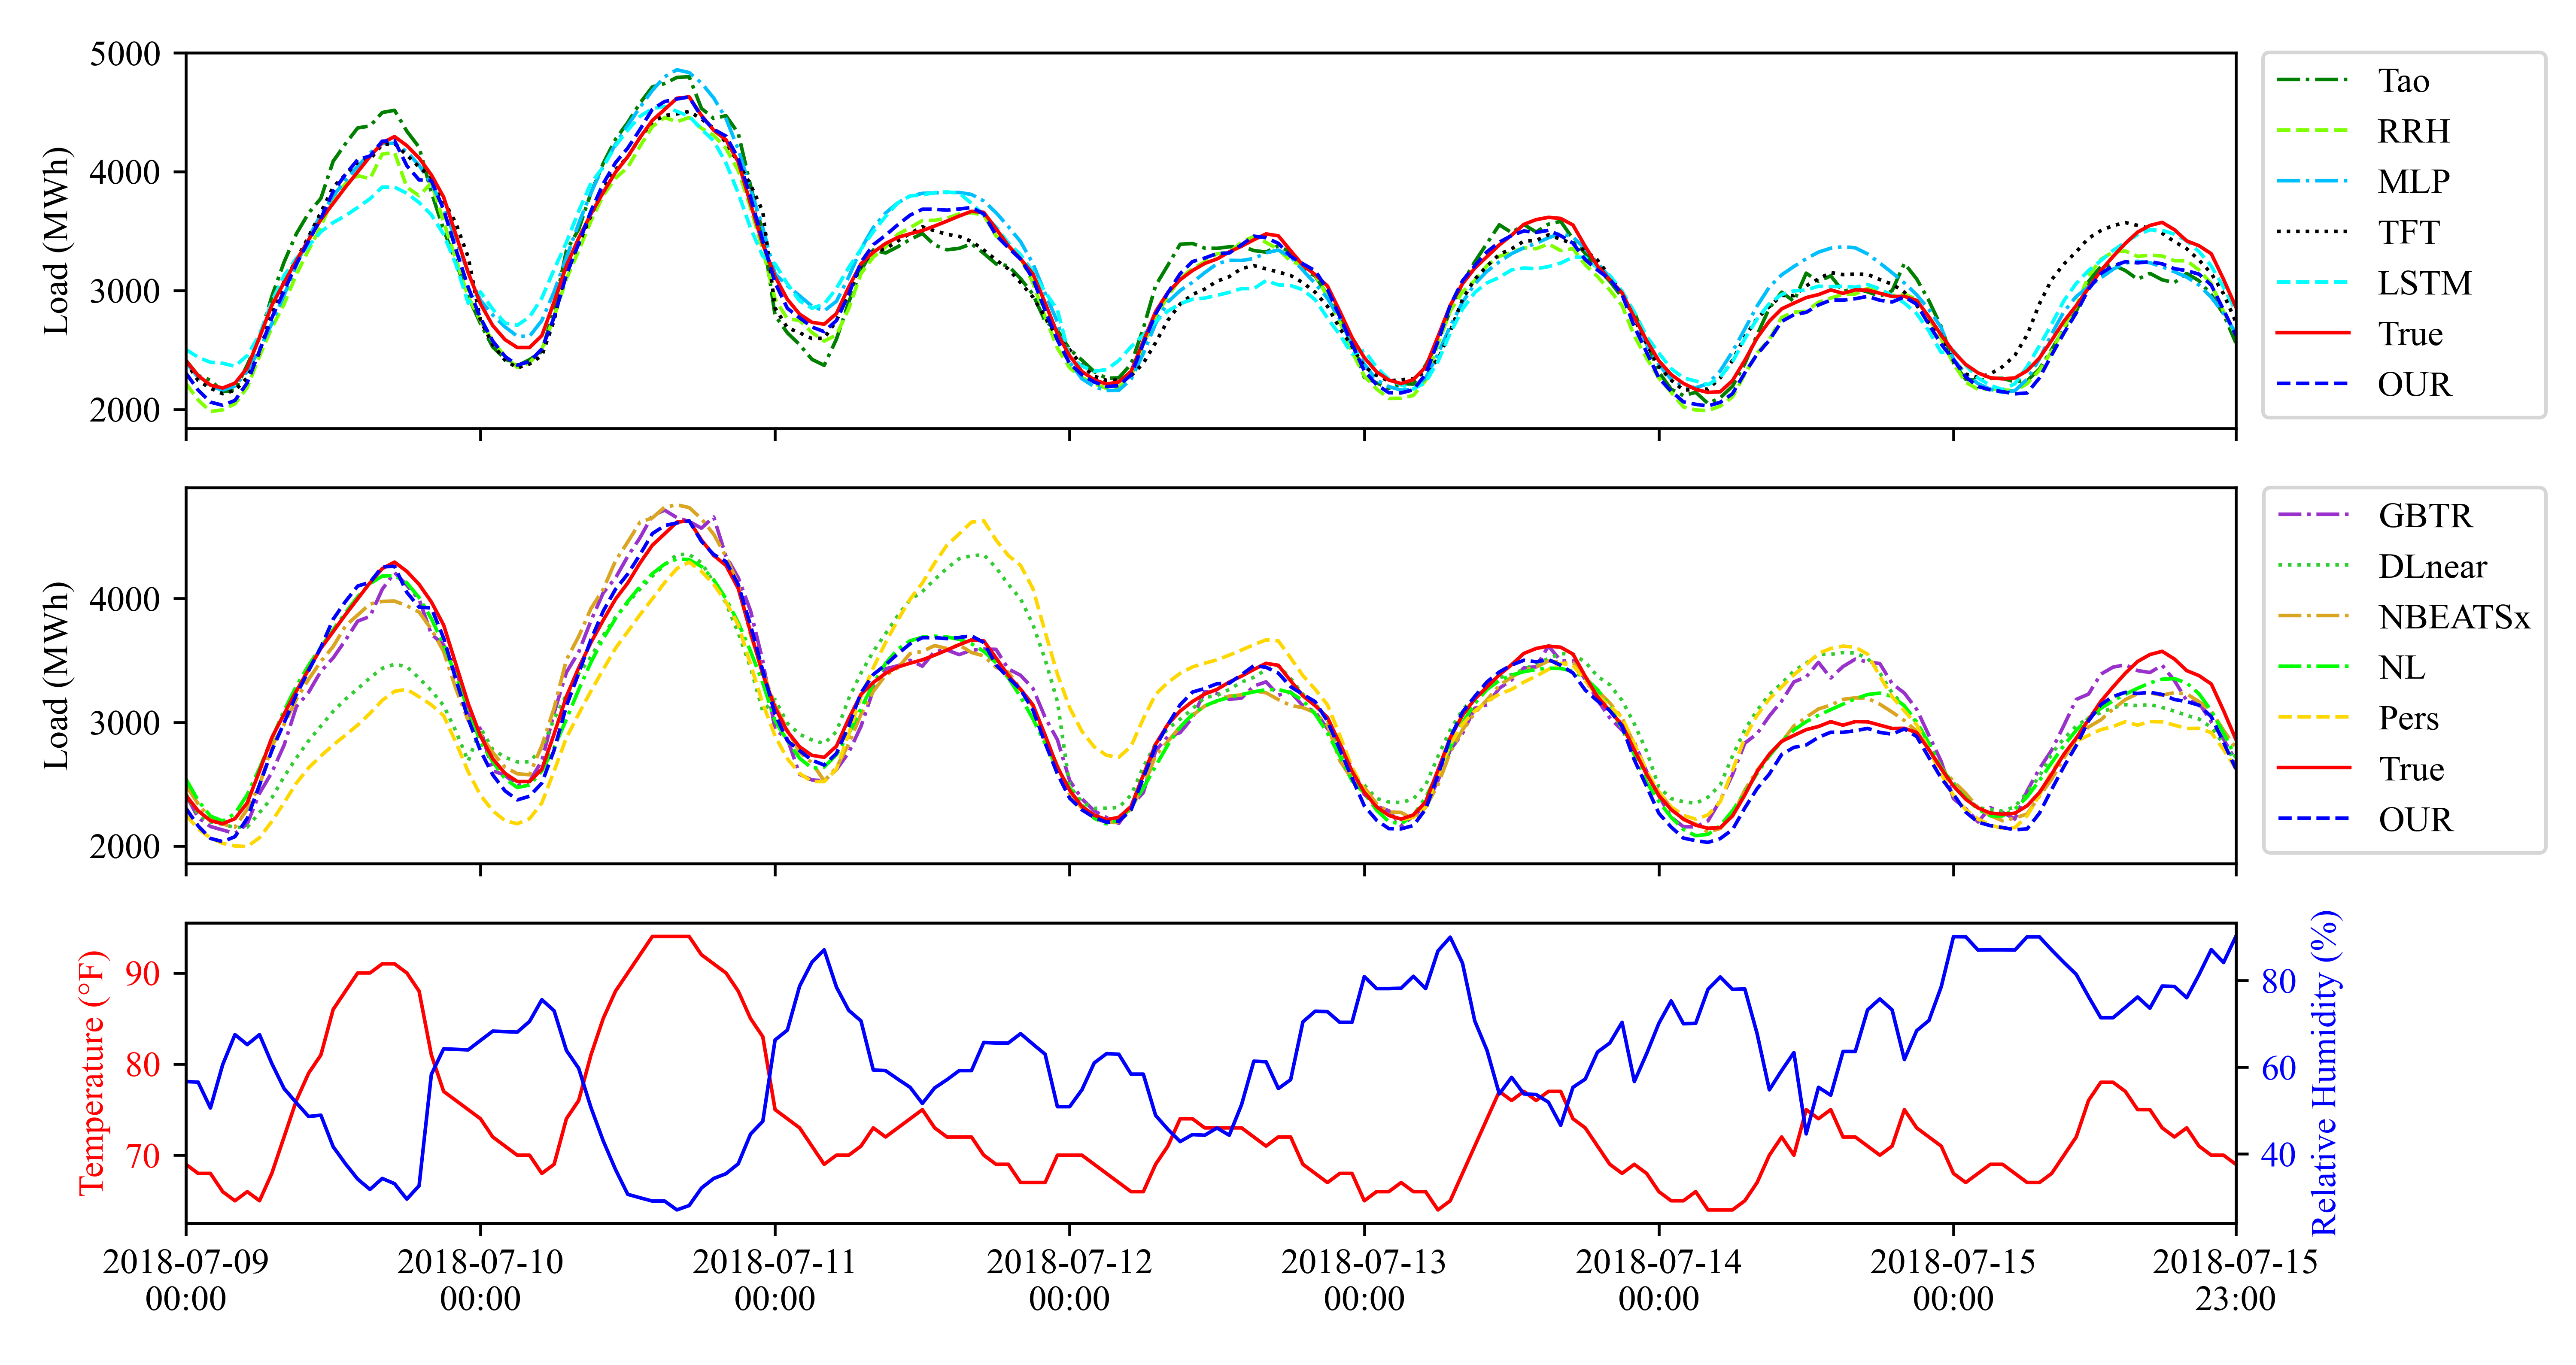 5000
4000
3000
2000
Load (MWh)
Tao
RRH
MLP
TFT
LSTM
True
OUR
4000
3000
2000
Load (MWh)
GBTR
DLnear
NBEATSx
NL
Pers
True
OUR
90
80
70
Temperature (°F)
80
60
40
Relative Humidity (%)
2018-07-09 2018-07-10 2018-07-11 2018-07-12 2018-07-13 2018-07-14 2018-07-15 2018-07-15
00:00 00:00 00:00 00:00 00:00 00:00 00:00 23:00